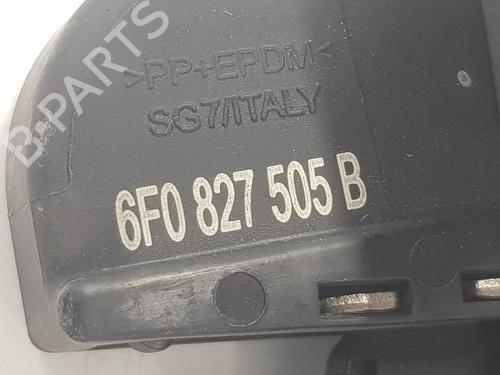 B-PARTS
>PP+EPDM<
SG7/ITALY
6F0 827 505 B